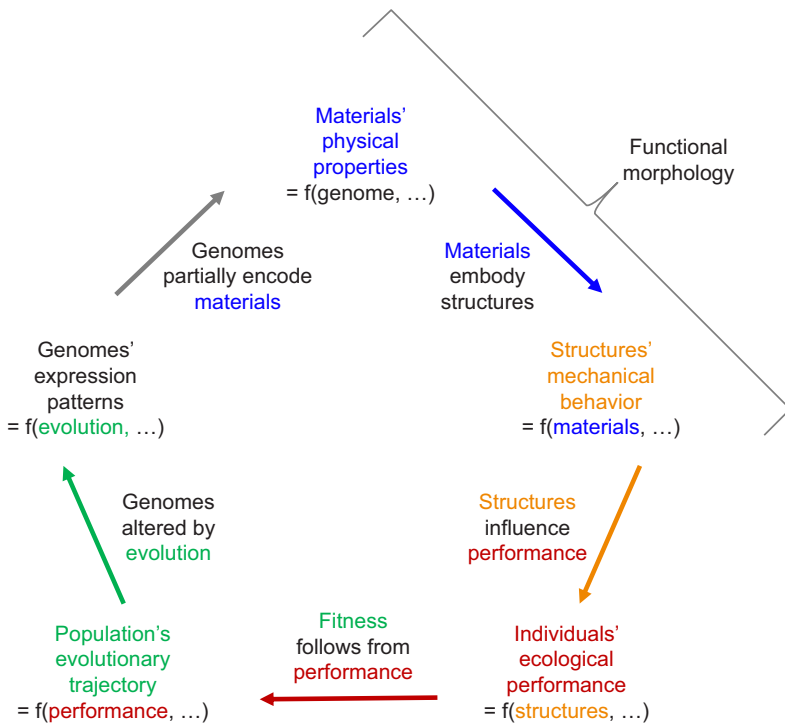 Materials'
physical
properties
= f(genome, …)
Functional
morphology
Genomes
partially encode
materials
Materials
embody
structures
Genomes'
expression
patterns
= f(evolution, …)
Structures'
mechanical
behavior
= f(materials, …)
Genomes
altered by
evolution
Structures
influence
performance
Fitness
follows from
performance
Population's
evolutionary
trajectory
= f(performance, …)
Individuals'
ecological
performance
= f(structures, …)